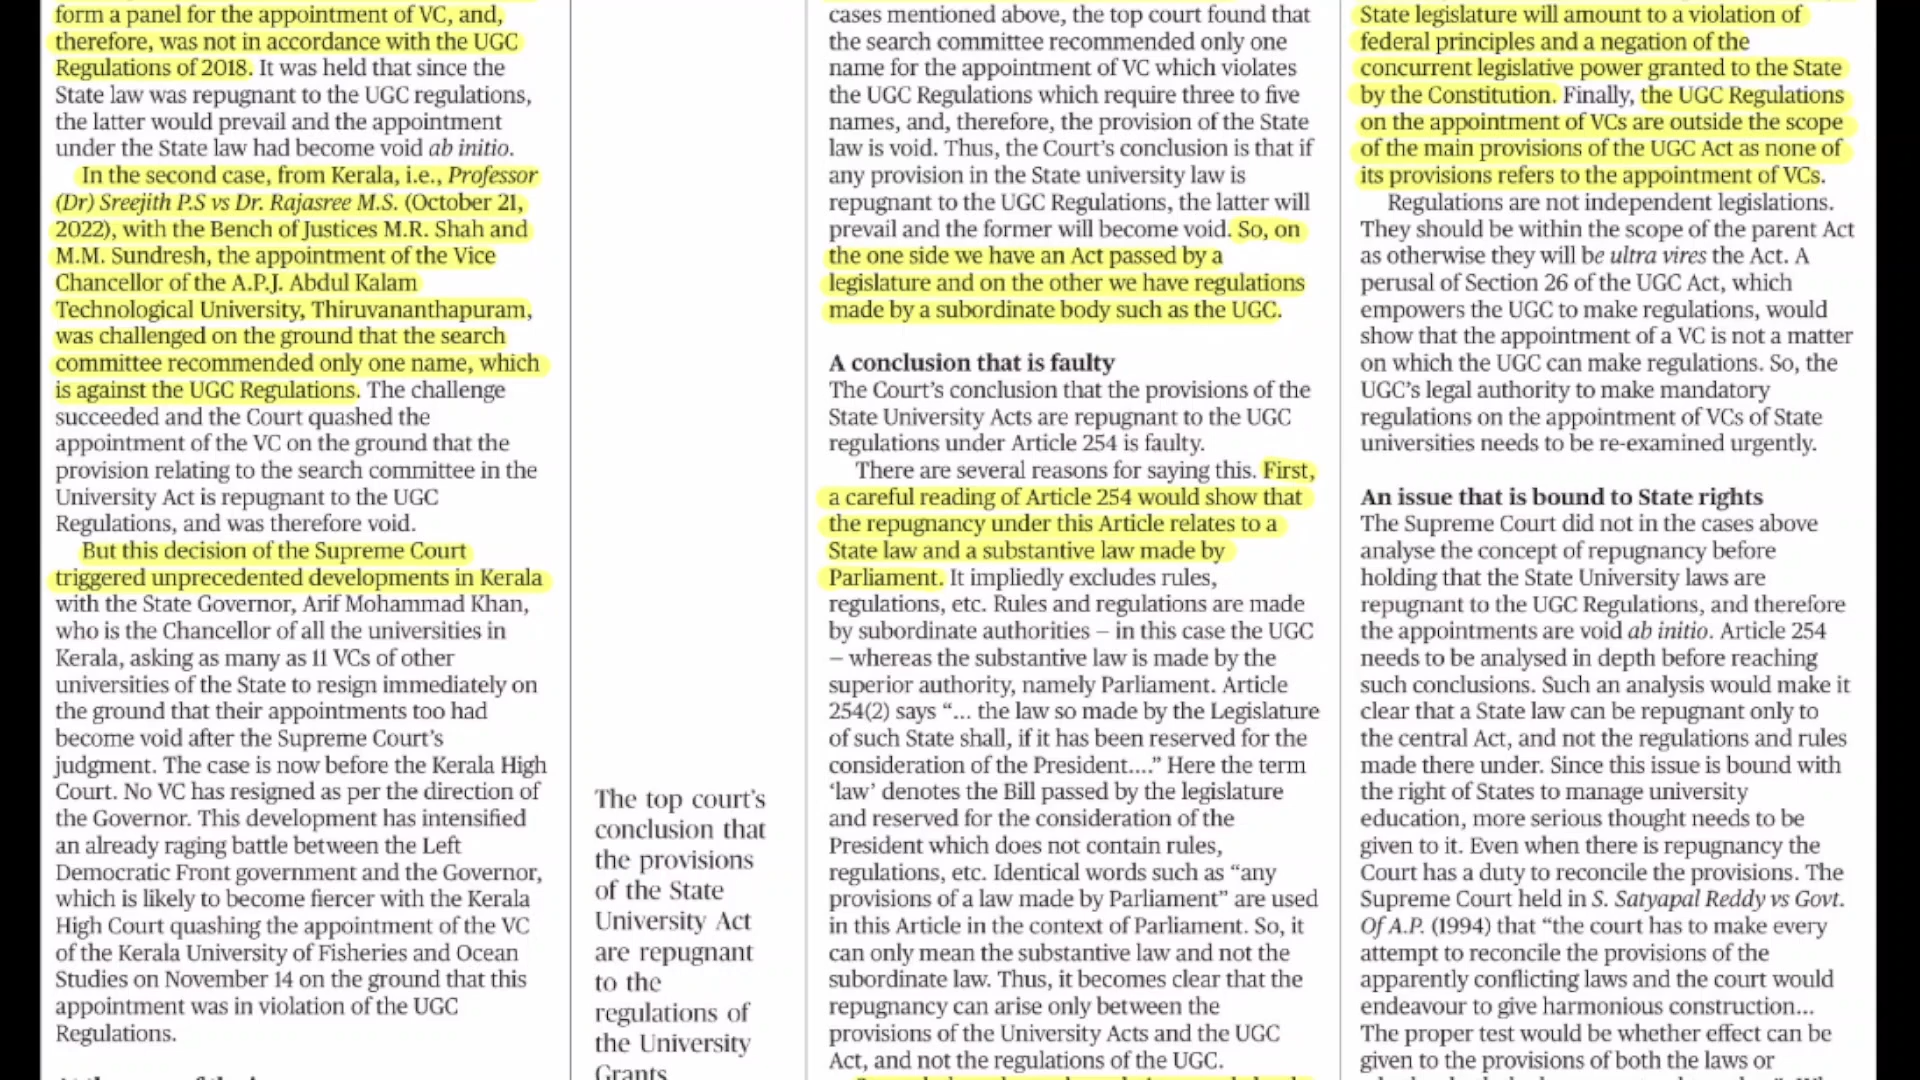 form a panel for the appointment of VC, and,
therefore, was not in accordance with the UGC
Regulations of 2018. It was held that since the
State law was repugnant to the UGC regulations,
the latter would prevail and the appointment
under the State law had become void ab initio.
In the second case, from Kerala, i.e., Professor
(Dr) Sreejith P.S vs Dr. Rajasree M.S. (October 21,
2022), with the Bench of Justices M.R. Shah and
M.M. Sundresh, the appointment of the Vice
Chancellor of the A.P.J. Abdul Kalam
Technological University, Thiruvananthapuram,
was challenged on the ground that the search
committee recommended only one name, which
is against the UGC Regulations. The challenge
succeeded and the Court quashed the
appointment of the VC on the ground that the
provision relating to the search committee in the
University Act is repugnant to the UGC
Regulations, and was therefore void.
But this decision of the Supreme Court
triggered unprecedented developments in Kerala
with the State Governor, Arif Mohammad Khan,
who is the Chancellor of all the universities in
Kerala, asking as many as 11 VCs of other
universities of the State to resign immediately on
the ground that their appointments too had
become void after the Supreme Court’s
judgment. The case is now before the Kerala High
Court. No VC has resigned as per the direction of
the Governor. This development has intensified
an already raging battle between the Left
Democratic Front government and the Governor,
which is likely to become fiercer with the Kerala
High Court quashing the appointment of the VC
of the Kerala University of Fisheries and Ocean
Studies on November 14 on the ground that this
appointment was in violation of the UGC
Regulations.
The top court’s
conclusion that
the provisions
of the State
University Act
are repugnant
to the
regulations of
the University
Grants
cases mentioned above, the top court found that
the search committee recommended only one
name for the appointment of VC which violates
the UGC Regulations which require three to five
names, and, therefore, the provision of the State
law is void. Thus, the Court’s conclusion is that if
any provision in the State university law is
repugnant to the UGC Regulations, the latter will
prevail and the former will become void. So, on
the one side we have an Act passed by a
legislature and on the other we have regulations
made by a subordinate body such as the UGC.
A conclusion that is faulty
The Court’s conclusion that the provisions of the
State University Acts are repugnant to the UGC
regulations under Article 254 is faulty.
There are several reasons for saying this. First,
a careful reading of Article 254 would show that
the repugnancy under this Article relates to a
State law and a substantive law made by
Parliament. It impliedly excludes rules,
regulations, etc. Rules and regulations are made
by subordinate authorities – in this case the UGC
– whereas the substantive law is made by the
superior authority, namely Parliament. Article
254(2) says “... the law so made by the Legislature
of such State shall, if it has been reserved for the
consideration of the President....” Here the term
‘law’ denotes the Bill passed by the legislature
and reserved for the consideration of the
President which does not contain rules,
regulations, etc. Identical words such as “any
provisions of a law made by Parliament” are used
in this Article in the context of Parliament. So, it
can only mean the substantive law and not the
subordinate law. Thus, it becomes clear that the
repugnancy can arise only between the
provisions of the University Acts and the UGC
Act, and not the regulations of the UGC.
State legislature will amount to a violation of
federal principles and a negation of the
concurrent legislative power granted to the State
by the Constitution. Finally, the UGC Regulations
on the appointment of VCs are outside the scope
of the main provisions of the UGC Act as none of
its provisions refers to the appointment of VCs.
Regulations are not independent legislations.
They should be within the scope of the parent Act
as otherwise they will be ultra vires the Act. A
perusal of Section 26 of the UGC Act, which
empowers the UGC to make regulations, would
show that the appointment of a VC is not a matter
on which the UGC can make regulations. So, the
UGC’s legal authority to make mandatory
regulations on the appointment of VCs of State
universities needs to be re-examined urgently.
An issue that is bound to State rights
The Supreme Court did not in the cases above
analyse the concept of repugnancy before
holding that the State University laws are
repugnant to the UGC Regulations, and therefore
the appointments are void ab initio. Article 254
needs to be analysed in depth before reaching
such conclusions. Such an analysis would make it
clear that a State law can be repugnant only to
the central Act, and not the regulations and rules
made there under. Since this issue is bound with
the right of States to manage university
education, more serious thought needs to be
given to it. Even when there is repugnancy the
Court has a duty to reconcile the provisions. The
Supreme Court held in S. Satyapal Reddy vs Govt.
Of A.P. (1994) that “the court has to make every
attempt to reconcile the provisions of the
apparently conflicting laws and the court would
endeavour to give harmonious construction...
The proper test would be whether effect can be
given to the provisions of both the laws or